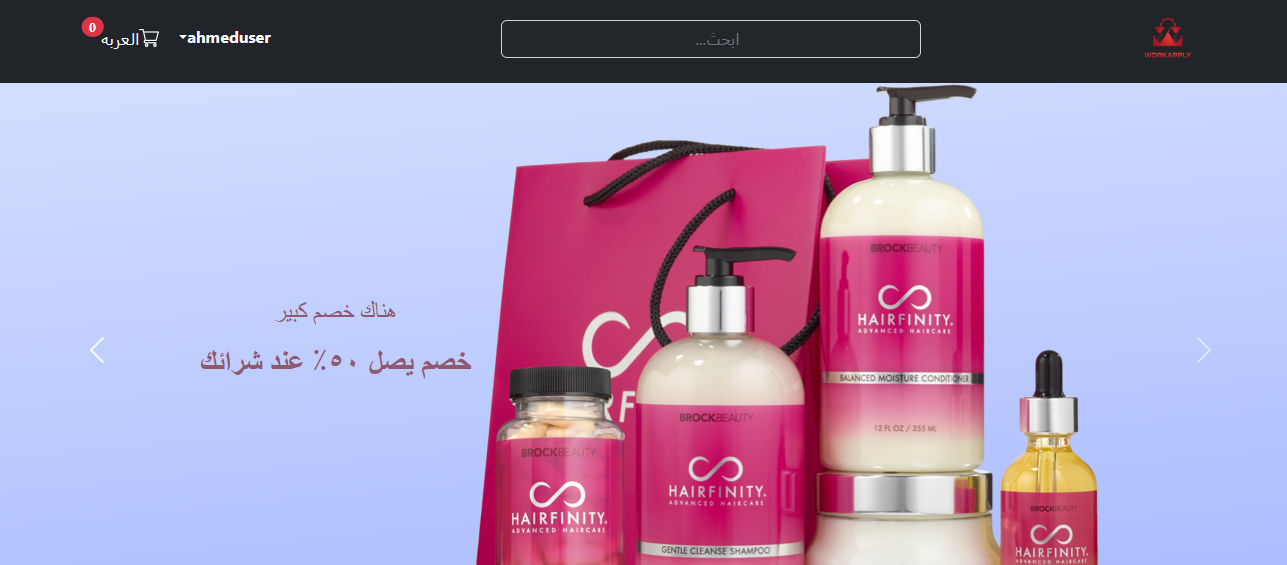 WORKAPPLY
ابحث...
ahmeduser
العربه
0
هناك خصم كبير
خصم يصل ٥٠٪ عند شرائك
BROCKBEAUTY
HAIRFINITY.
ADVANCED HAIRCARE
BALANCED MOISTURE CONDITIONER
12 FL OZ / 355 ML
BROCKBEAUTY
HAIRFINITY.
ADVANCED HAIRCARE
GENTLE CLEANSE SHAMPOO
BROCKBEAUTY
HAIRFINITY.
ADVANCED HAIRCARE
BROCKBEAUTY
HAIRFINITY.
ADVANCED HAIRCARE